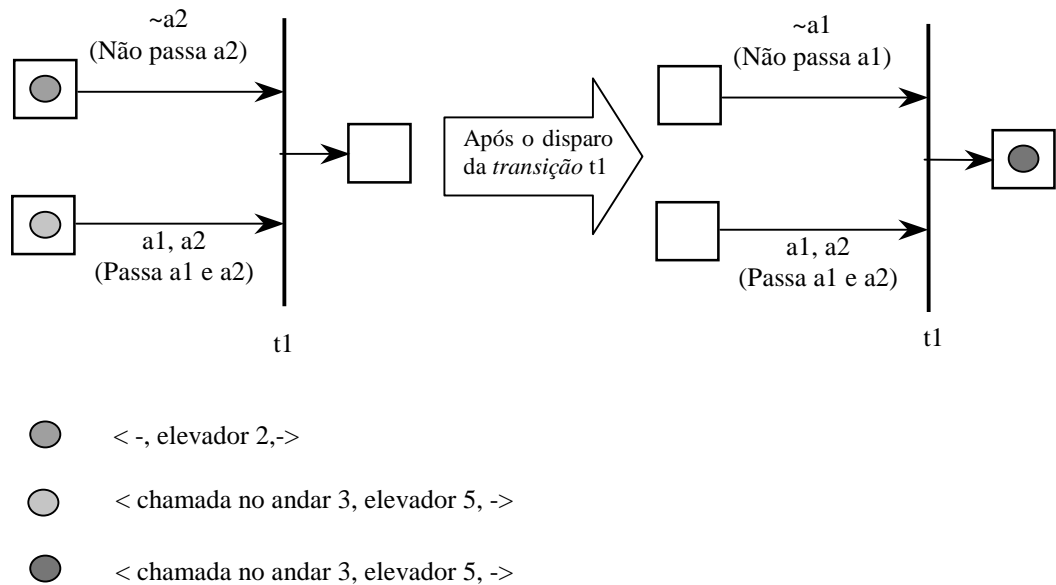 ~a2
(Não passa a2)
a1, a2
(Passa a1 e a2)
t1
Após o disparo
da transição t1
~a1
(Não passa a1)
a1, a2
(Passa a1 e a2)
t1
< -, elevador 2,->
< chamada no andar 3, elevador 5, ->
< chamada no andar 3, elevador 5, ->